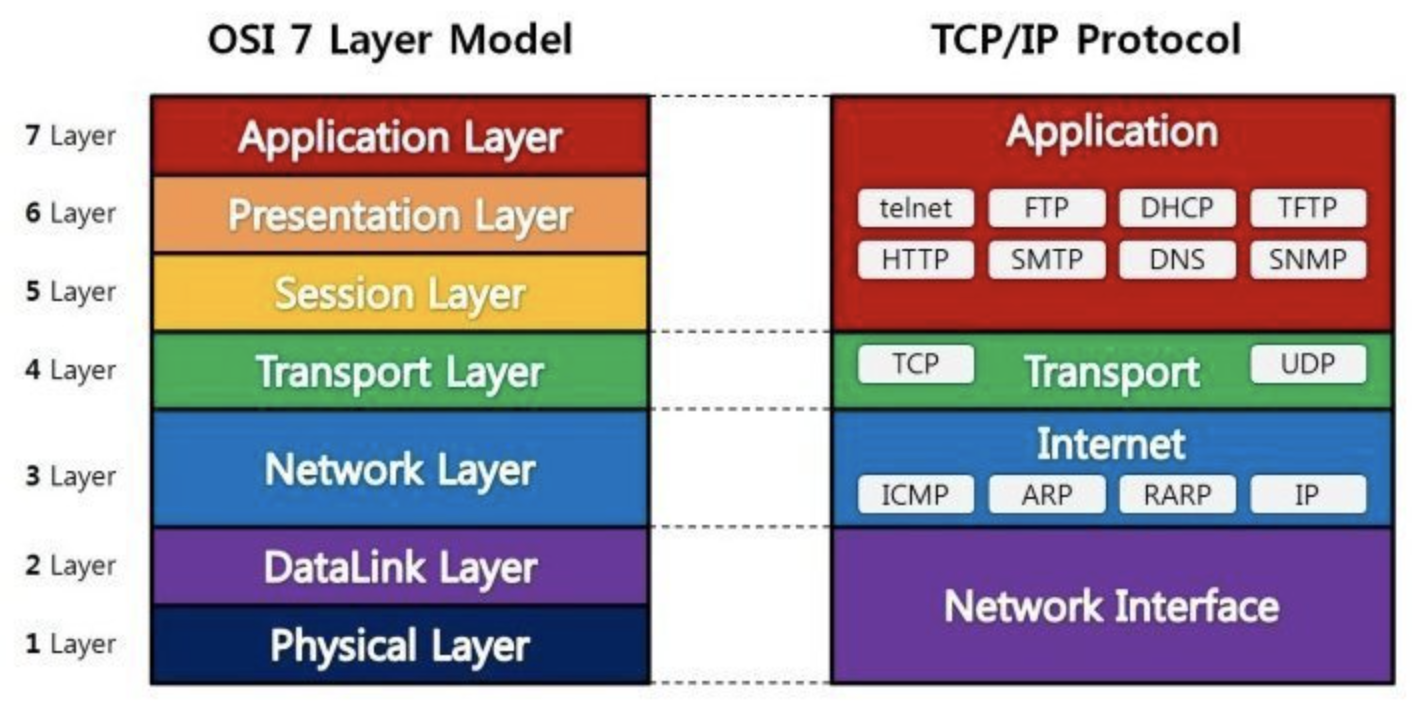 OSI 7 Layer Model
7 Layer
Application Layer
6 Layer
Presentation Layer
5 Layer
Session Layer
4 Layer
Transport Layer
3 Layer
Network Layer
2 Layer
DataLink Layer
1 Layer
Physical Layer
TCP/IP Protocol
Application
telnet FTP DHCP TFTP
HTTP SMTP DNS SNMP
TCP Transport UDP
Internet
ICMP ARP RARP IP
Network Interface